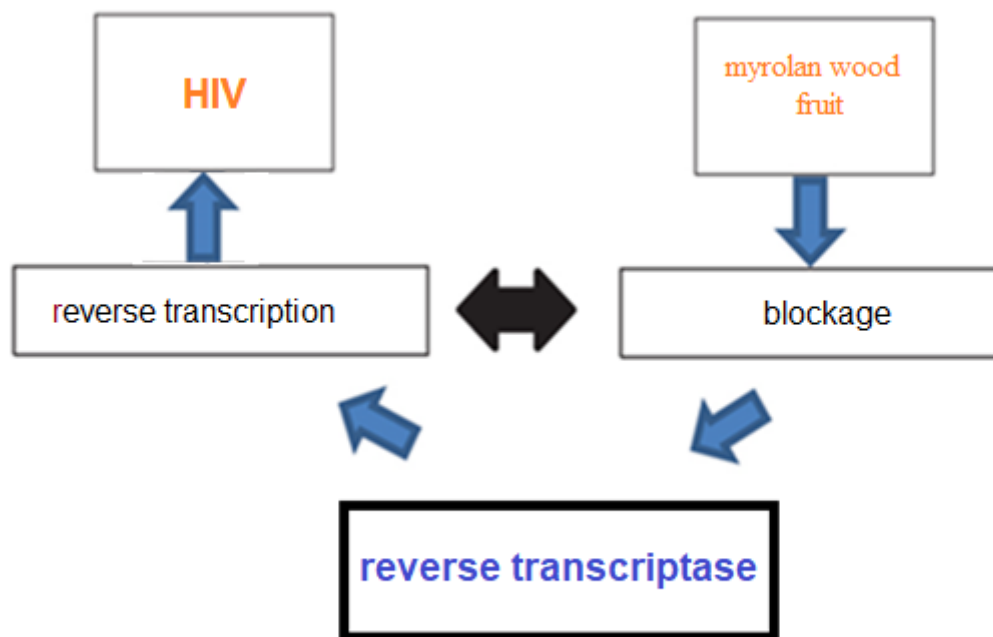 HIV
myrolan wood
fruit
reverse transcription
blockage
reverse transcriptase